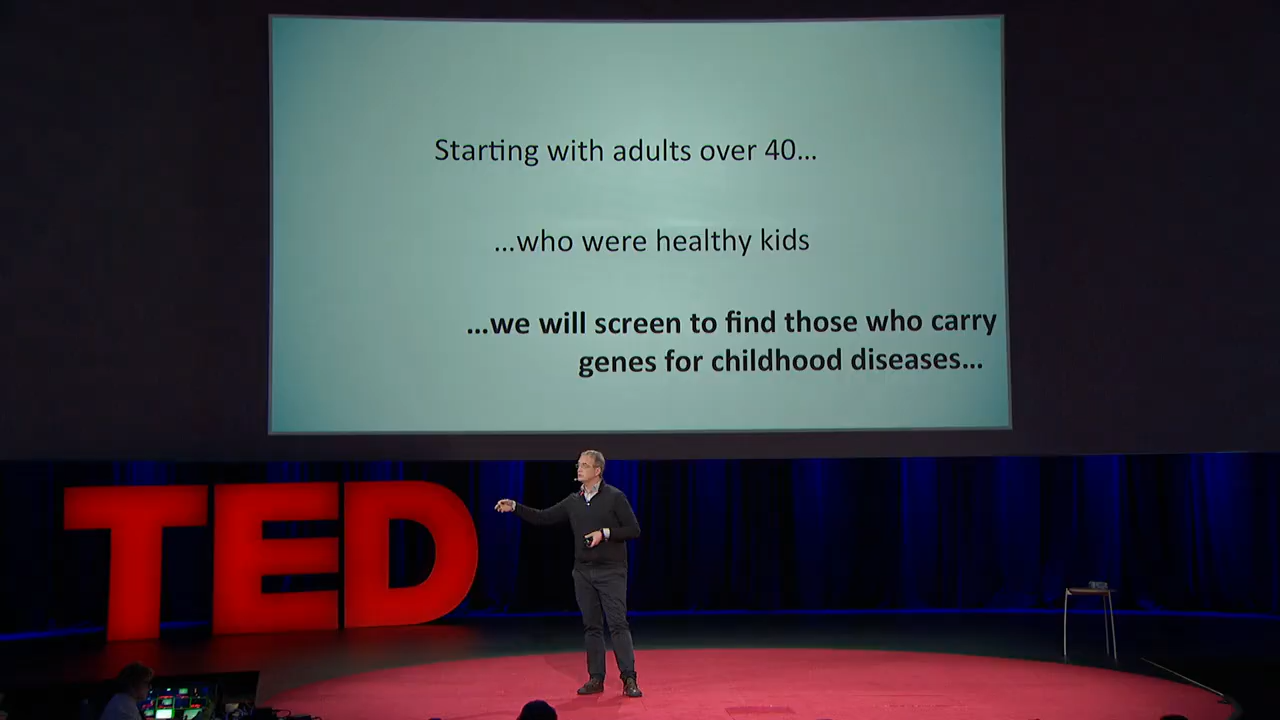 Starting with adults over 40...
...who were healthy kids
...we will screen to find those who carry
genes for childhood diseases...
TED